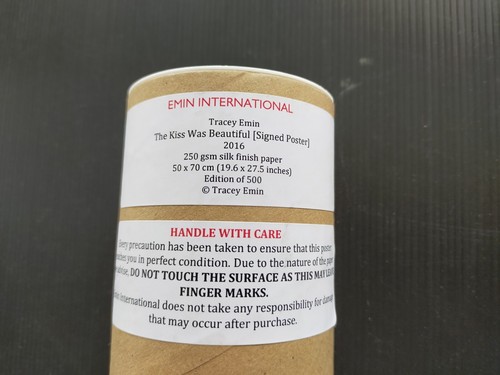 EMIN INTERNATIONAL
Tracey Emin
The Kiss Was Beautiful [Signed Poster]
2016
250 gsm silk finish paper
50 x 70 cm (19.6 x 27.5 inches)
Edition of 500
© Tracey Emin
HANDLE WITH CARE
Every precaution has been taken to ensure that this poster
you in perfect condition. Due to the nature of the
DO NOT TOUCH THE SURFACE AS THIS MAY LEAVE
FINGER MARKS.
International does not take any responsibility for damage
that may occur after purchase.